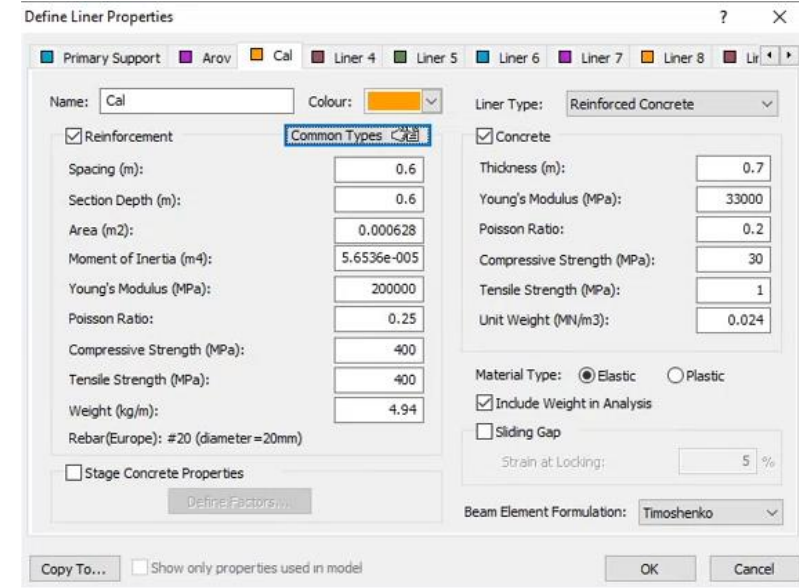 Define Liner Properties ? ×
Primary Support Arov Cal Liner 4 Liner 5 Liner 6 Liner 7 Liner 8
Name: Cal Colour:
Liner Type: Reinforced Concrete
Reinforcement Common Types
Spacing (m): 0.6
Section Depth (m): 0.6
Area (m2): 0.000628
Moment of Inertia (m4): 5.6536e-005
Young's Modulus (MPa): 200000
Poisson Ratio: 0.25
Compressive Strength (MPa): 400
Tensile Strength (MPa): 400
Weight (kg/m): 4.94
Rebar(Europe): #20 (diameter=20mm)
Stage Concrete Properties
Define Factors...
Concrete
Thickness (m): 0.7
Young's Modulus (MPa): 33000
Poisson Ratio: 0.2
Compressive Strength (MPa): 30
Tensile Strength (MPa): 1
Unit Weight (MN/m3): 0.024
Material Type: Elastic Plastic
Include Weight in Analysis
Sliding Gap
Strain at Locking: 5 %
Beam Element Formulation: Timoshenko
Copy To... Show only properties used in model OK Cancel